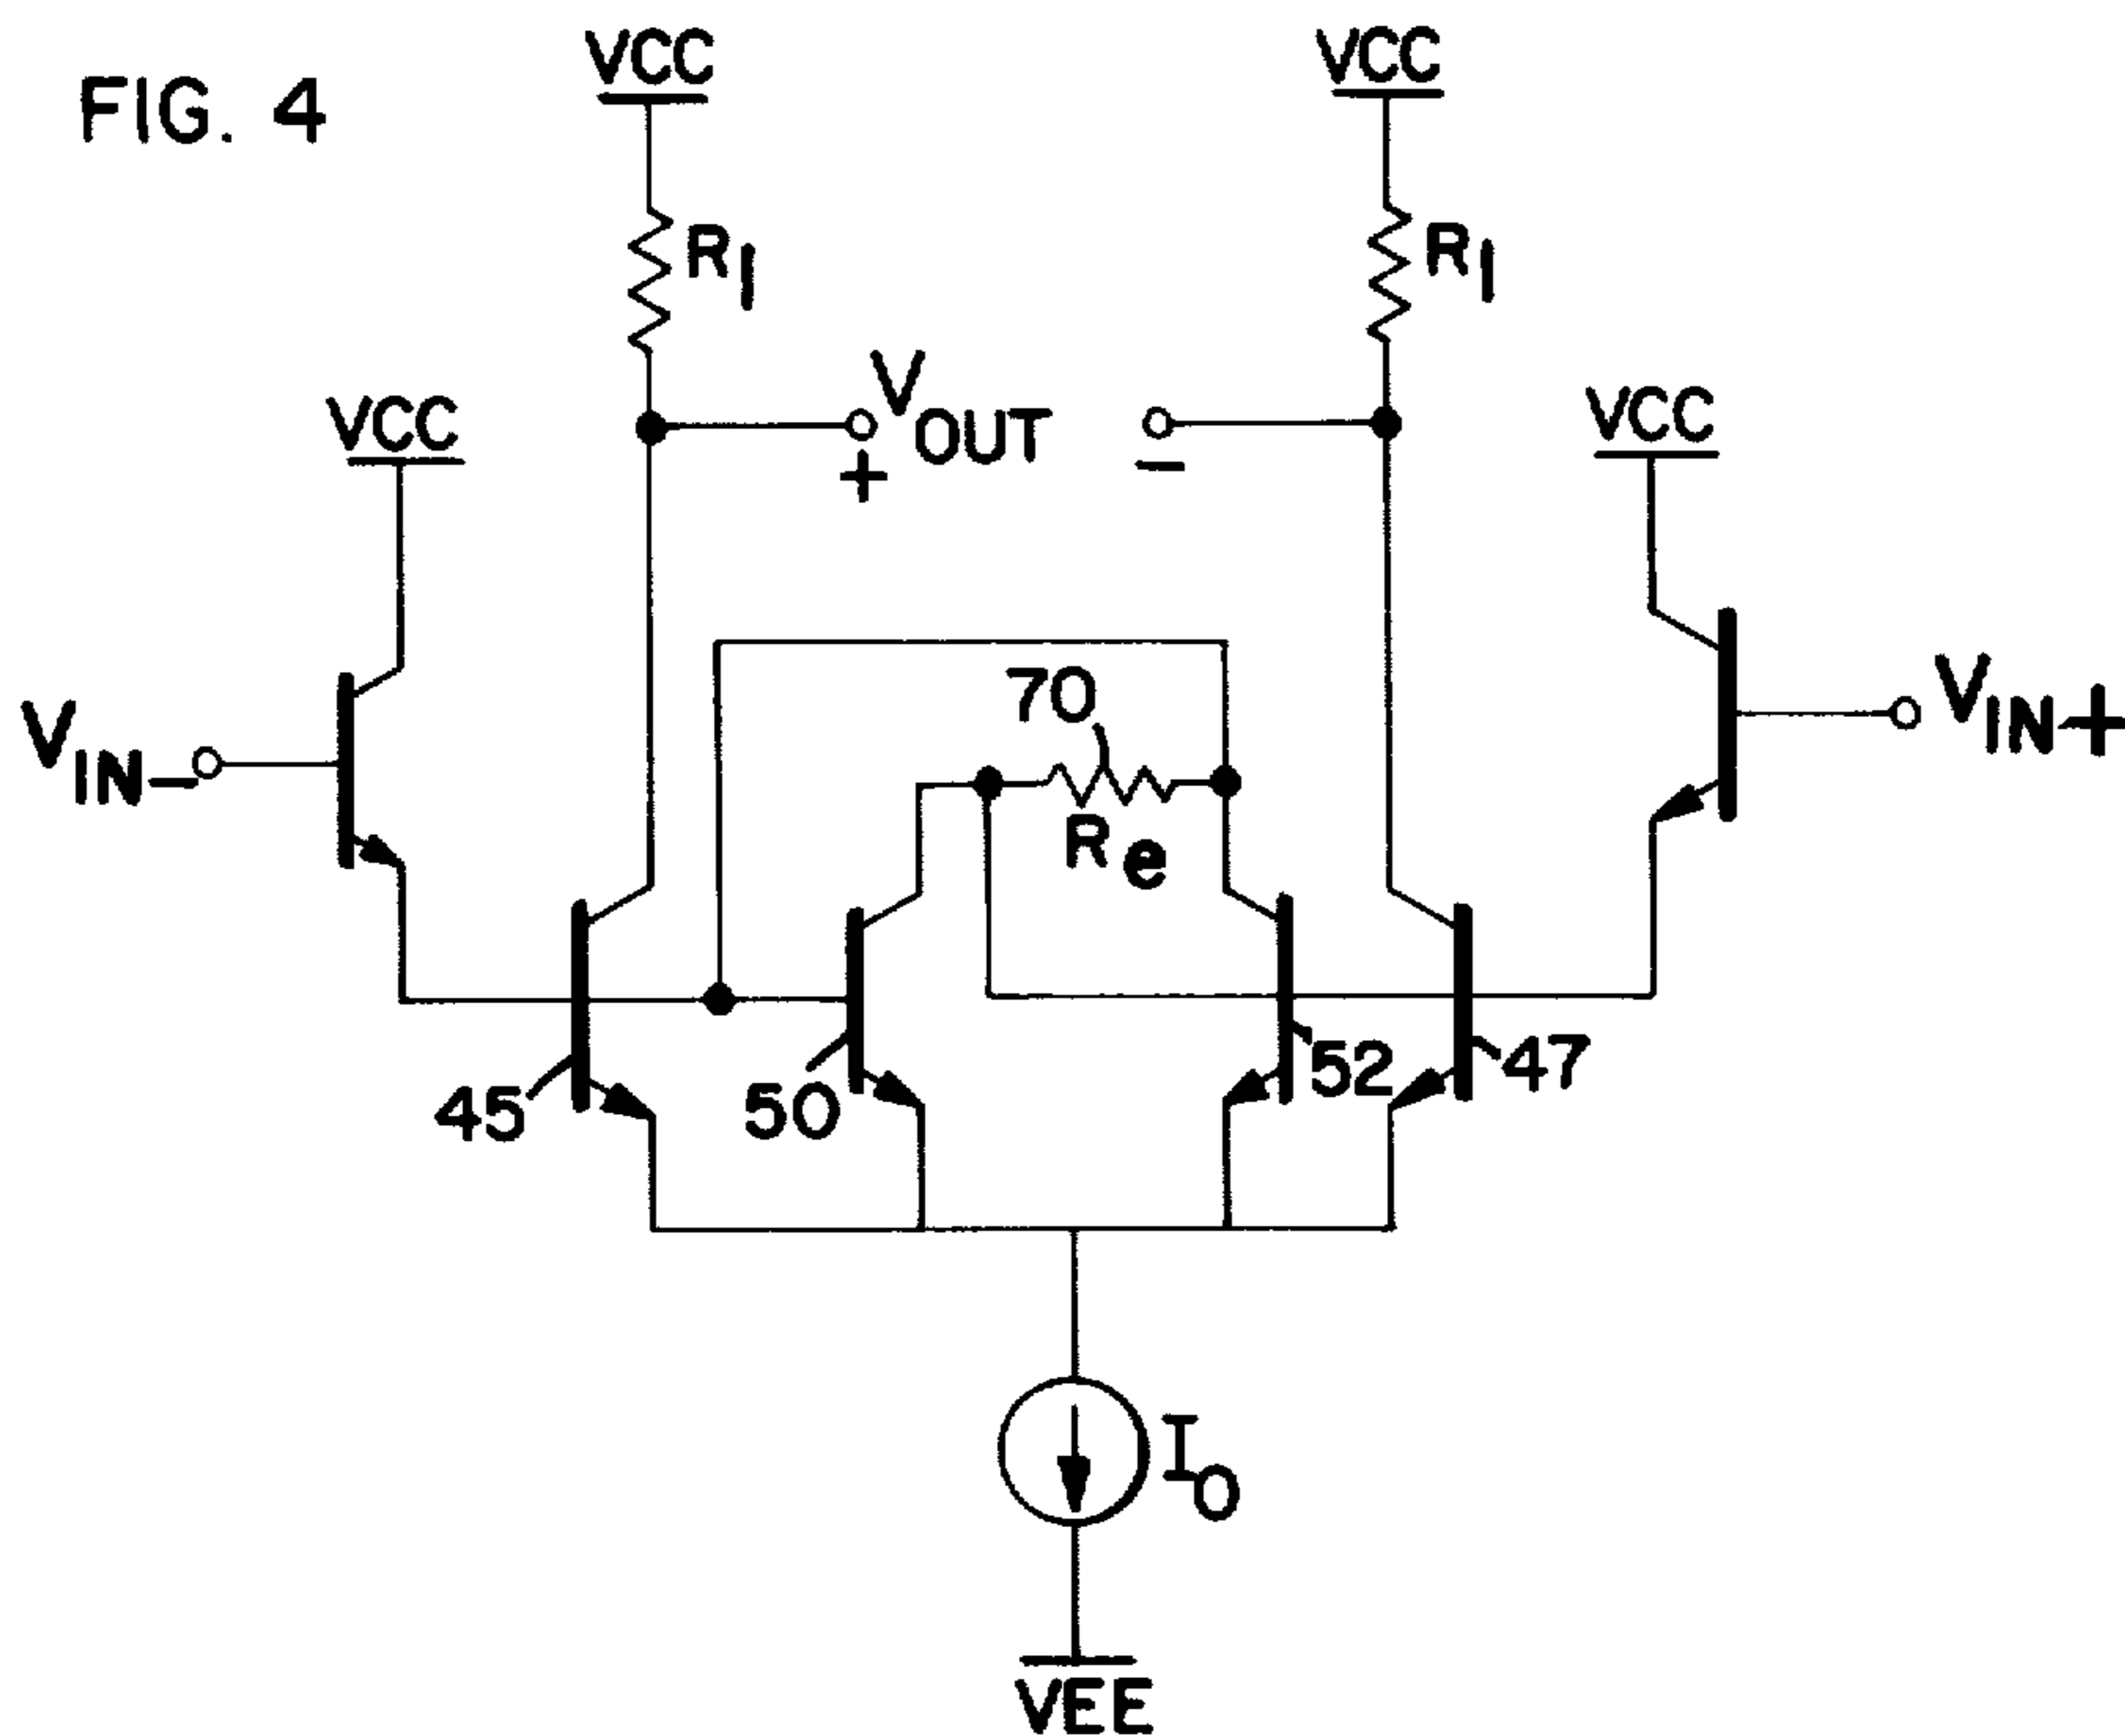 FIG. 4
VCC
VCC
R1
R1
VCC
VOUT
+
−
VCC
VIN−
70
Re
VIN+
45
50
52
47
IO
VEE